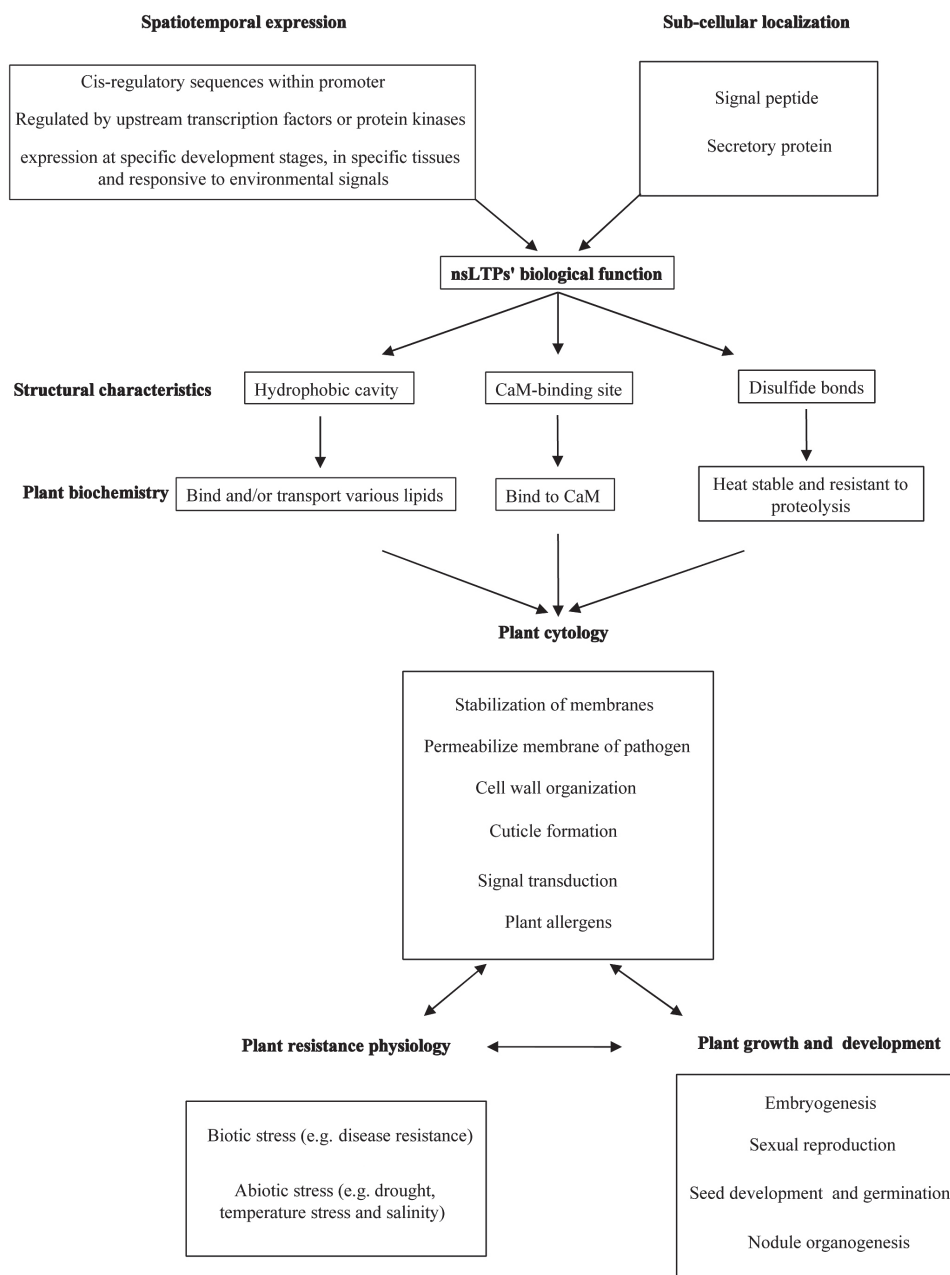 Spatiotemporal expression
Sub-cellular localization
Cis-regulatory sequences within promoter
Regulated by upstream transcription factors or protein kinases
expression at specific development stages, in specific tissues
and responsive to environmental signals
Signal peptide
Secretory protein
nsLTPs' biological function
Structural characteristics
Hydrophobic cavity
CaM-binding site
Disulfide bonds
Plant biochemistry
Bind and/or transport various lipids
Bind to CaM
Heat stable and resistant to
proteolysis
Plant cytology
Stabilization of membranes
Permeabilize membrane of pathogen
Cell wall organization
Cuticle formation
Signal transduction
Plant allergens
Plant resistance physiology
Plant growth and development
Biotic stress (e.g. disease resistance)
Abiotic stress (e.g. drought,
temperature stress and salinity)
Embryogenesis
Sexual reproduction
Seed development and germination
Nodule organogenesis